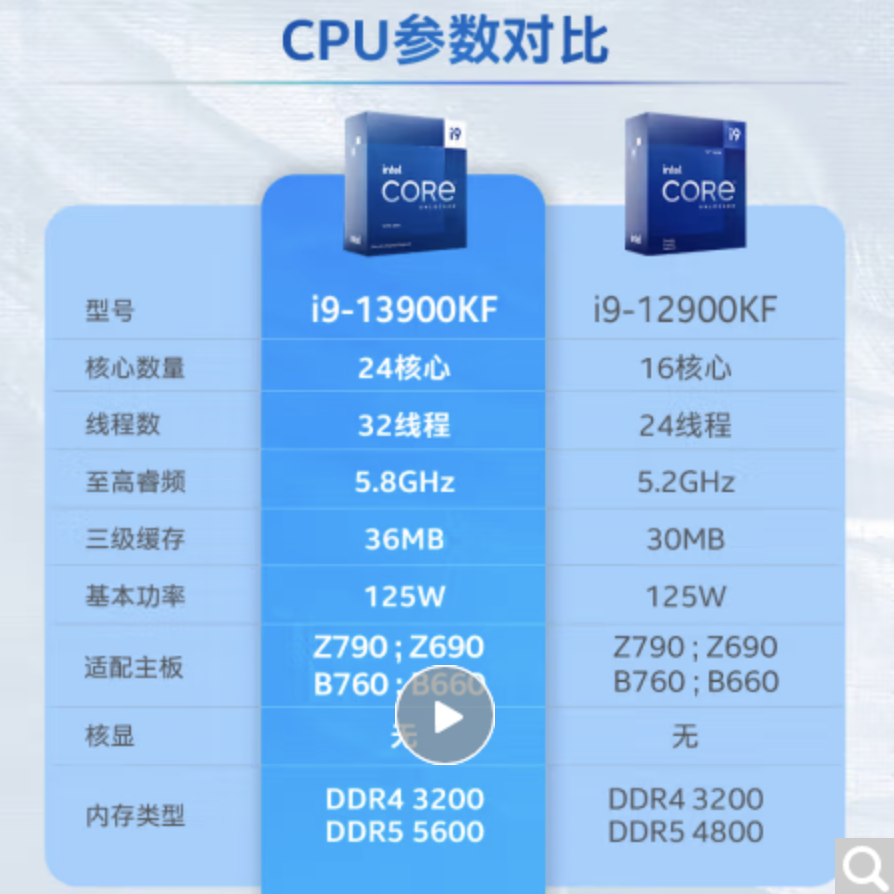 CPU参数对比
i9
intel
CORE
UNLOCKED
i9
intel
CORE
UNLOCKED
型号 i9-13900KF i9-12900KF
核心数量 24核心 16核心
线程数 32线程 24线程
至高睿频 5.8GHz 5.2GHz
三级缓存 36MB 30MB
基本功率 125W 125W
适配主板 Z790 ; Z690 Z790 ; Z690
B760 ; B660 B760 ; B660
核显 无 无
内存类型 DDR4 3200 DDR4 3200
DDR5 5600 DDR5 4800